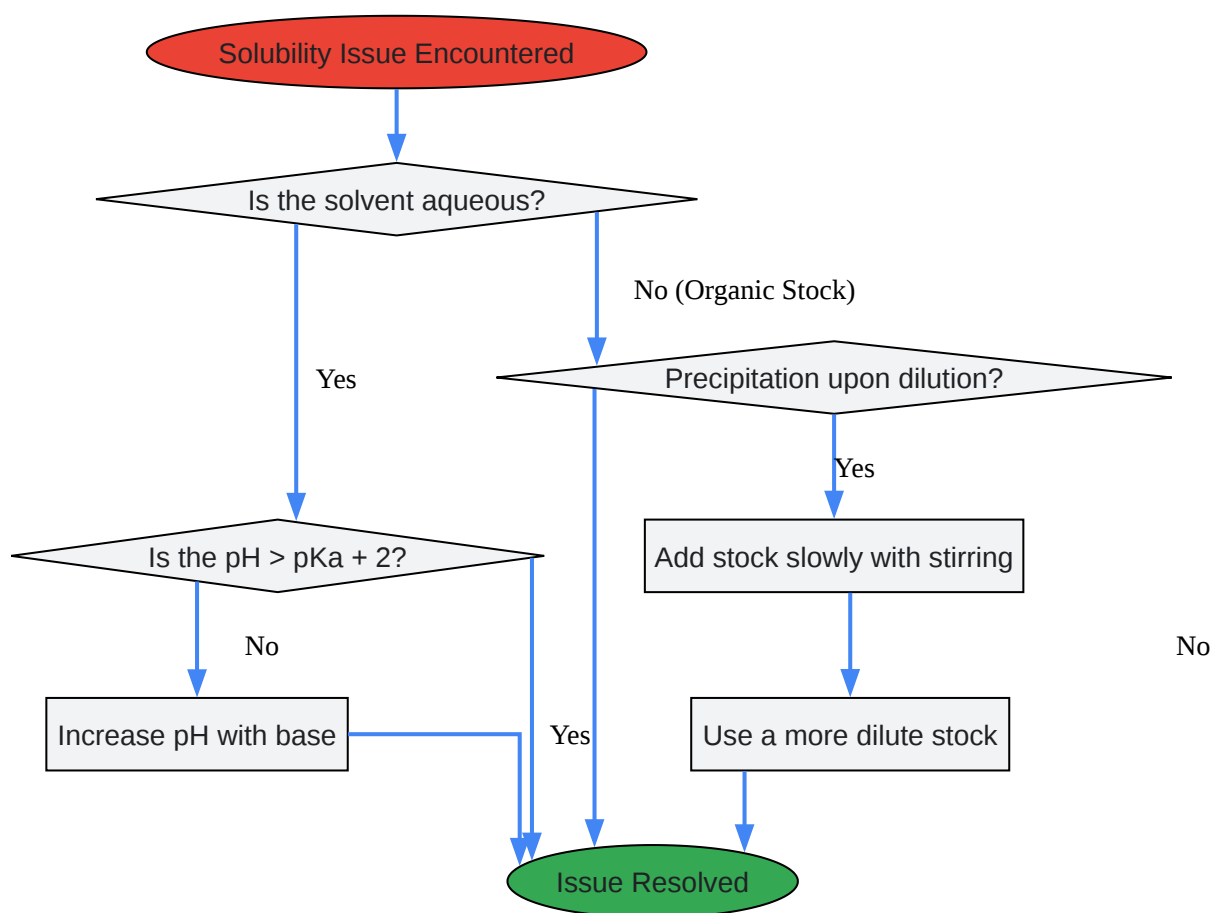 Solubility Issue Encountered
Is the solvent aqueous?
No (Organic Stock)
Yes
Precipitation upon dilution?
Yes
Is the pH > pKa + 2?
Add stock slowly with stirring
No
No
Increase pH with base
Yes
Use a more dilute stock
Issue Resolved